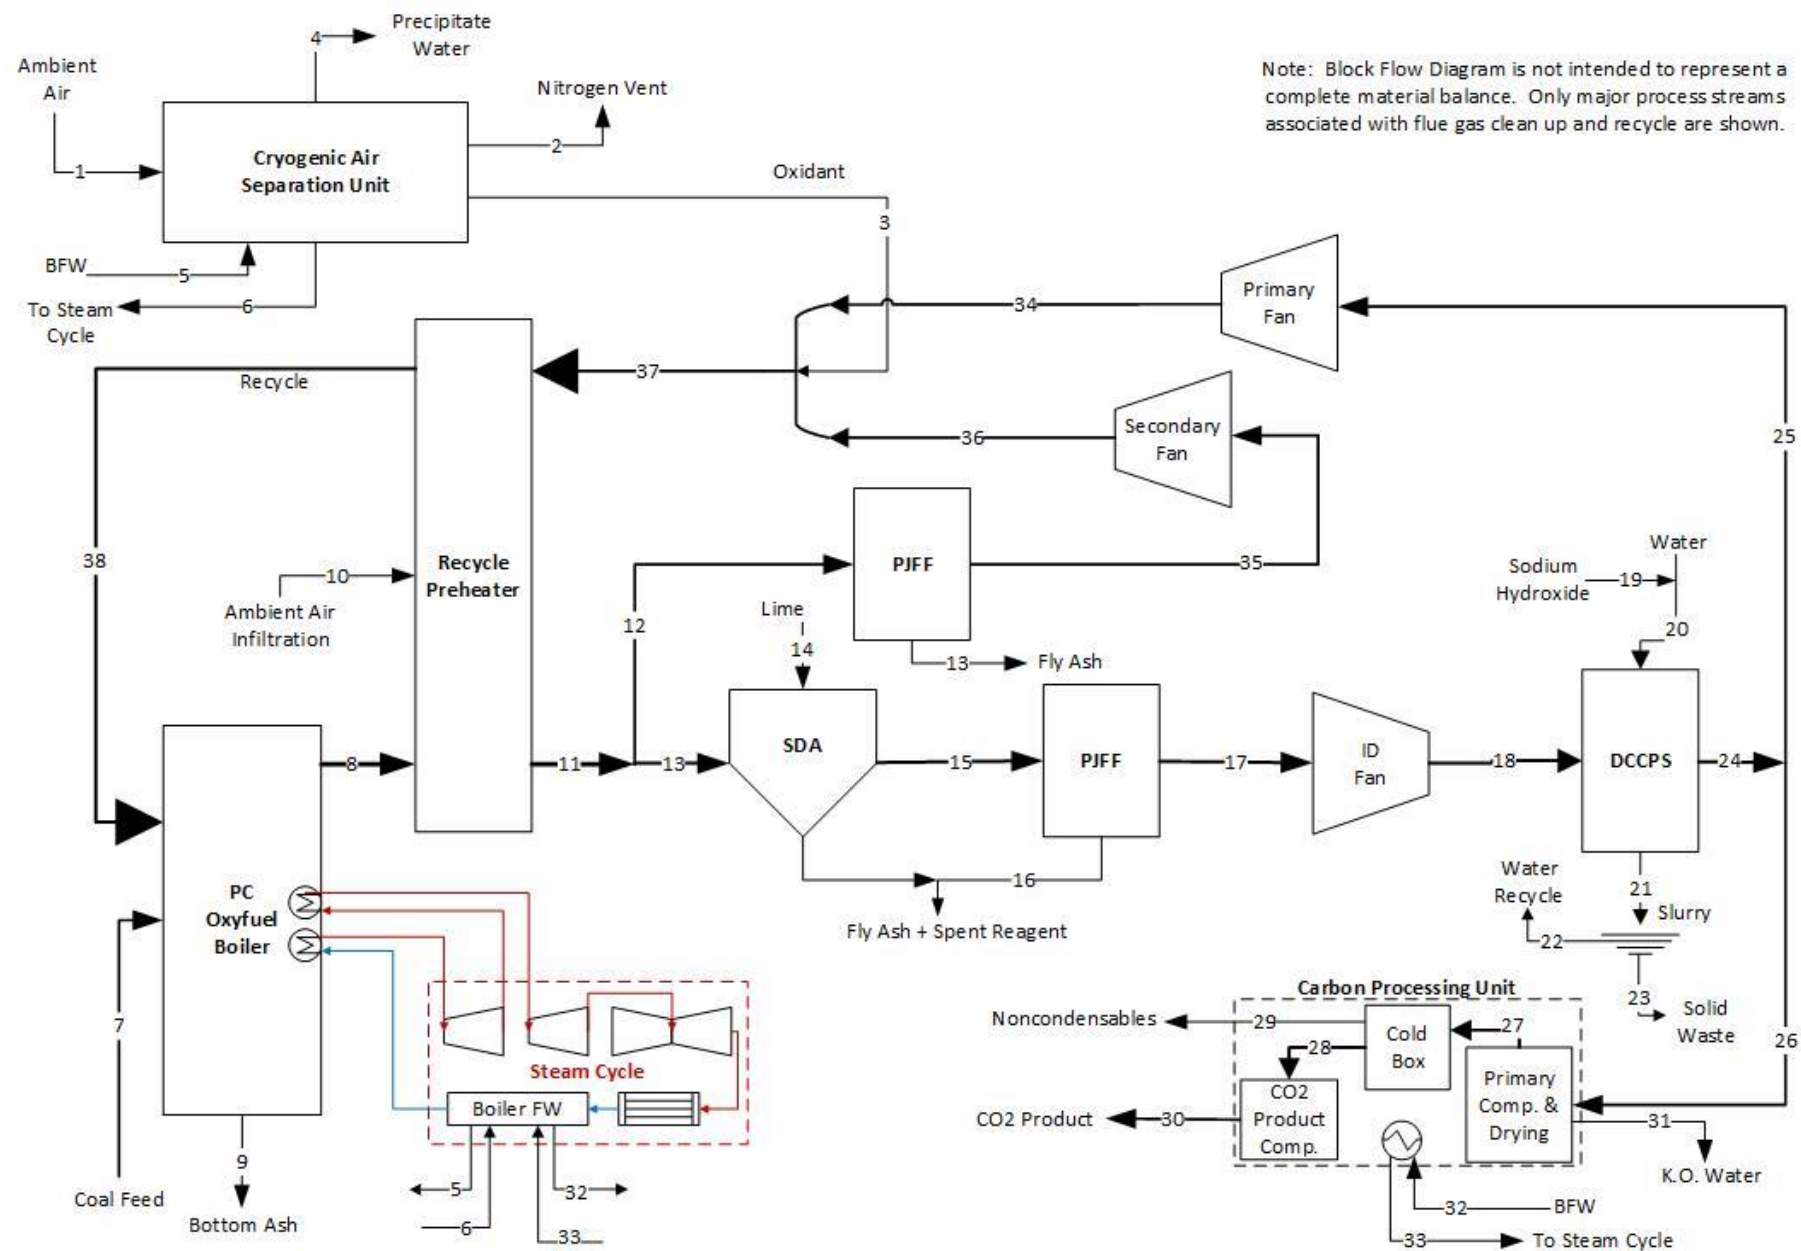 4
Precipitate
Water
Ambient
Air
Nitrogen Vent
Note: Block Flow Diagram is not intended to represent a
complete material balance. Only major process streams
associated with flue gas clean up and recycle are shown.
1
Cryogenic Air
Separation Unit
2
Oxidant
3
BFW
5
To Steam
Cycle
6
34
Primary
Fan
Recycle
37
36
Secondary
Fan
25
38
10
Ambient Air
Infiltration
Recycle
Preheater
12
PJFF
35
Lime
14
13
Fly Ash
Water
Sodium
Hydroxide
19
20
8
11
13
SDA
15
PJFF
17
ID
Fan
18
DCCPS
24
16
Fly Ash + Spent Reagent
Water
Recycle
21
Slurry
22
23
Solid
Waste
26
PC
Oxyfuel
Boiler
7
Coal Feed
9
Bottom Ash
Steam Cycle
Boiler FW
5
6
32
33
Carbon Processing Unit
Noncondensables
29
Cold
Box
27
28
CO2
Product
Comp.
Primary
Comp. &
Drying
CO2 Product
30
31
K.O. Water
32
BFW
33
To Steam Cycle